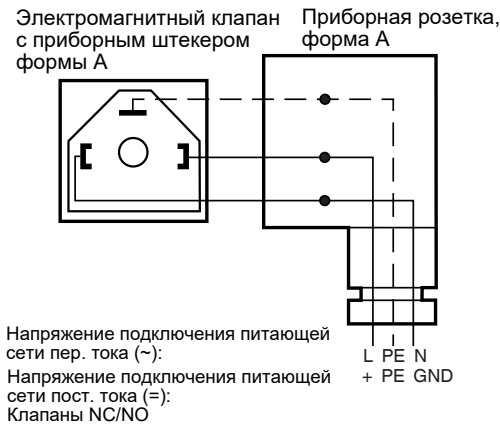 Электромагнитный клапан
с приборным штекером
формы А
Приборная розетка,
форма А
Напряжение подключения питающей
сети пер. тока (~):
L PE N
Напряжение подключения питающей
сети пост. тока (=):
Клапаны NC/NO
+ PE GND